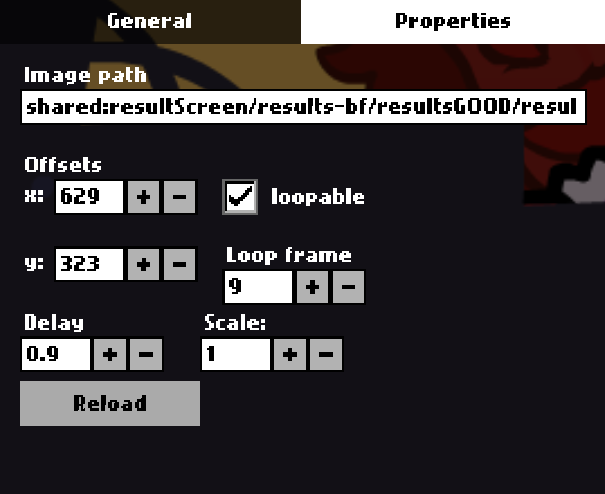 General Properties
Image path
shared:resultScreen/results-bf/resultsGOOD/resul
Offsets
x: 629 + - loopable
y: 323 + - Loop frame
9 + -
Delay Scale:
0.9 + - 1 + -
Reload